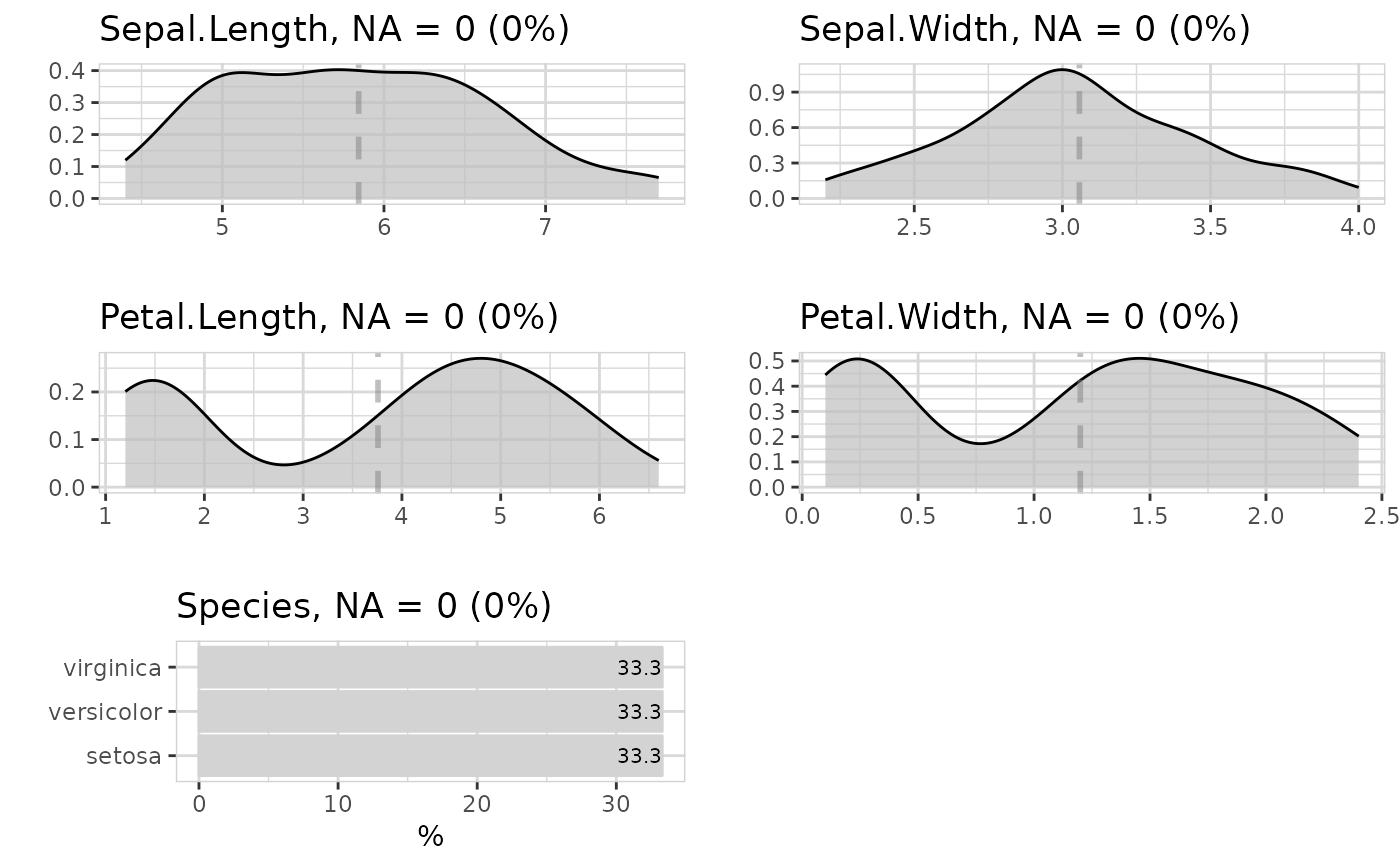 Sepal.Length, NA = 0 (0%)
0.4
0.3
0.2
0.1
0.0
5 6 7
Sepal.Width, NA = 0 (0%)
0.9
0.6
0.3
0.0
2.5 3.0 3.5 4.0
Petal.Length, NA = 0 (0%)
0.2
0.1
0.0
1 2 3 4 5 6
Petal.Width, NA = 0 (0%)
0.5
0.4
0.3
0.2
0.1
0.0
0.0 0.5 1.0 1.5 2.0 2.5
Species, NA = 0 (0%)
virginica 33.3
versicolor 33.3
setosa 33.3
0 10 20 30
%